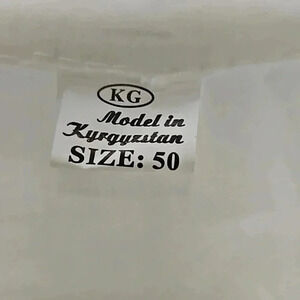 KG
Model in
Kyrgyzstan
SIZE: 50